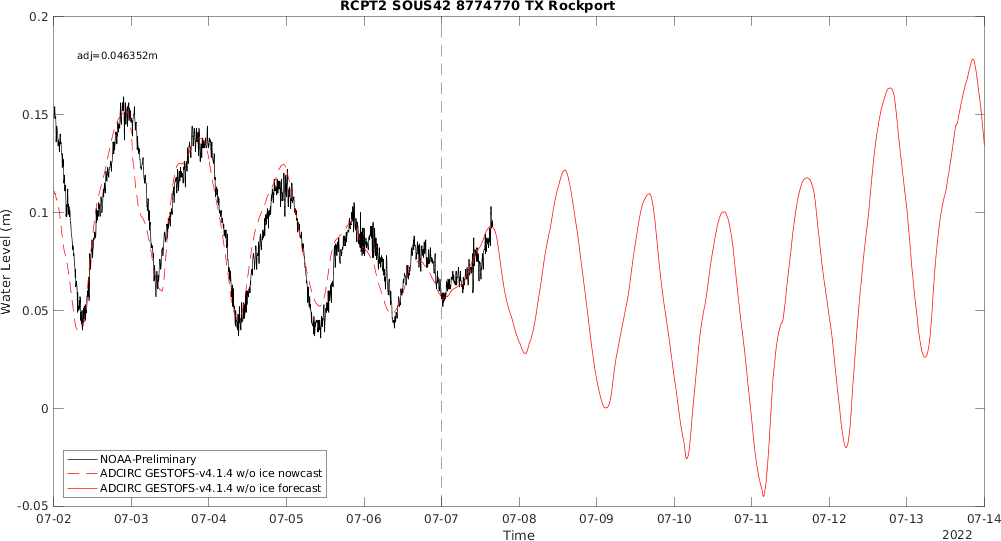 RCPT2 SOUS42 8774770 TX Rockport
adj=0.046352m
Water Level (m)
0.2
0.15
0.1
0.05
0
-0.05
NOAA-Preliminary
ADCIRC GESTOFS-v4.1.4 w/o ice nowcast
ADCIRC GESTOFS-v4.1.4 w/o ice forecast
07-02 07-03 07-04 07-05 07-06 07-07 07-08 07-09 07-10 07-11 07-12 07-13 07-14
Time
2022